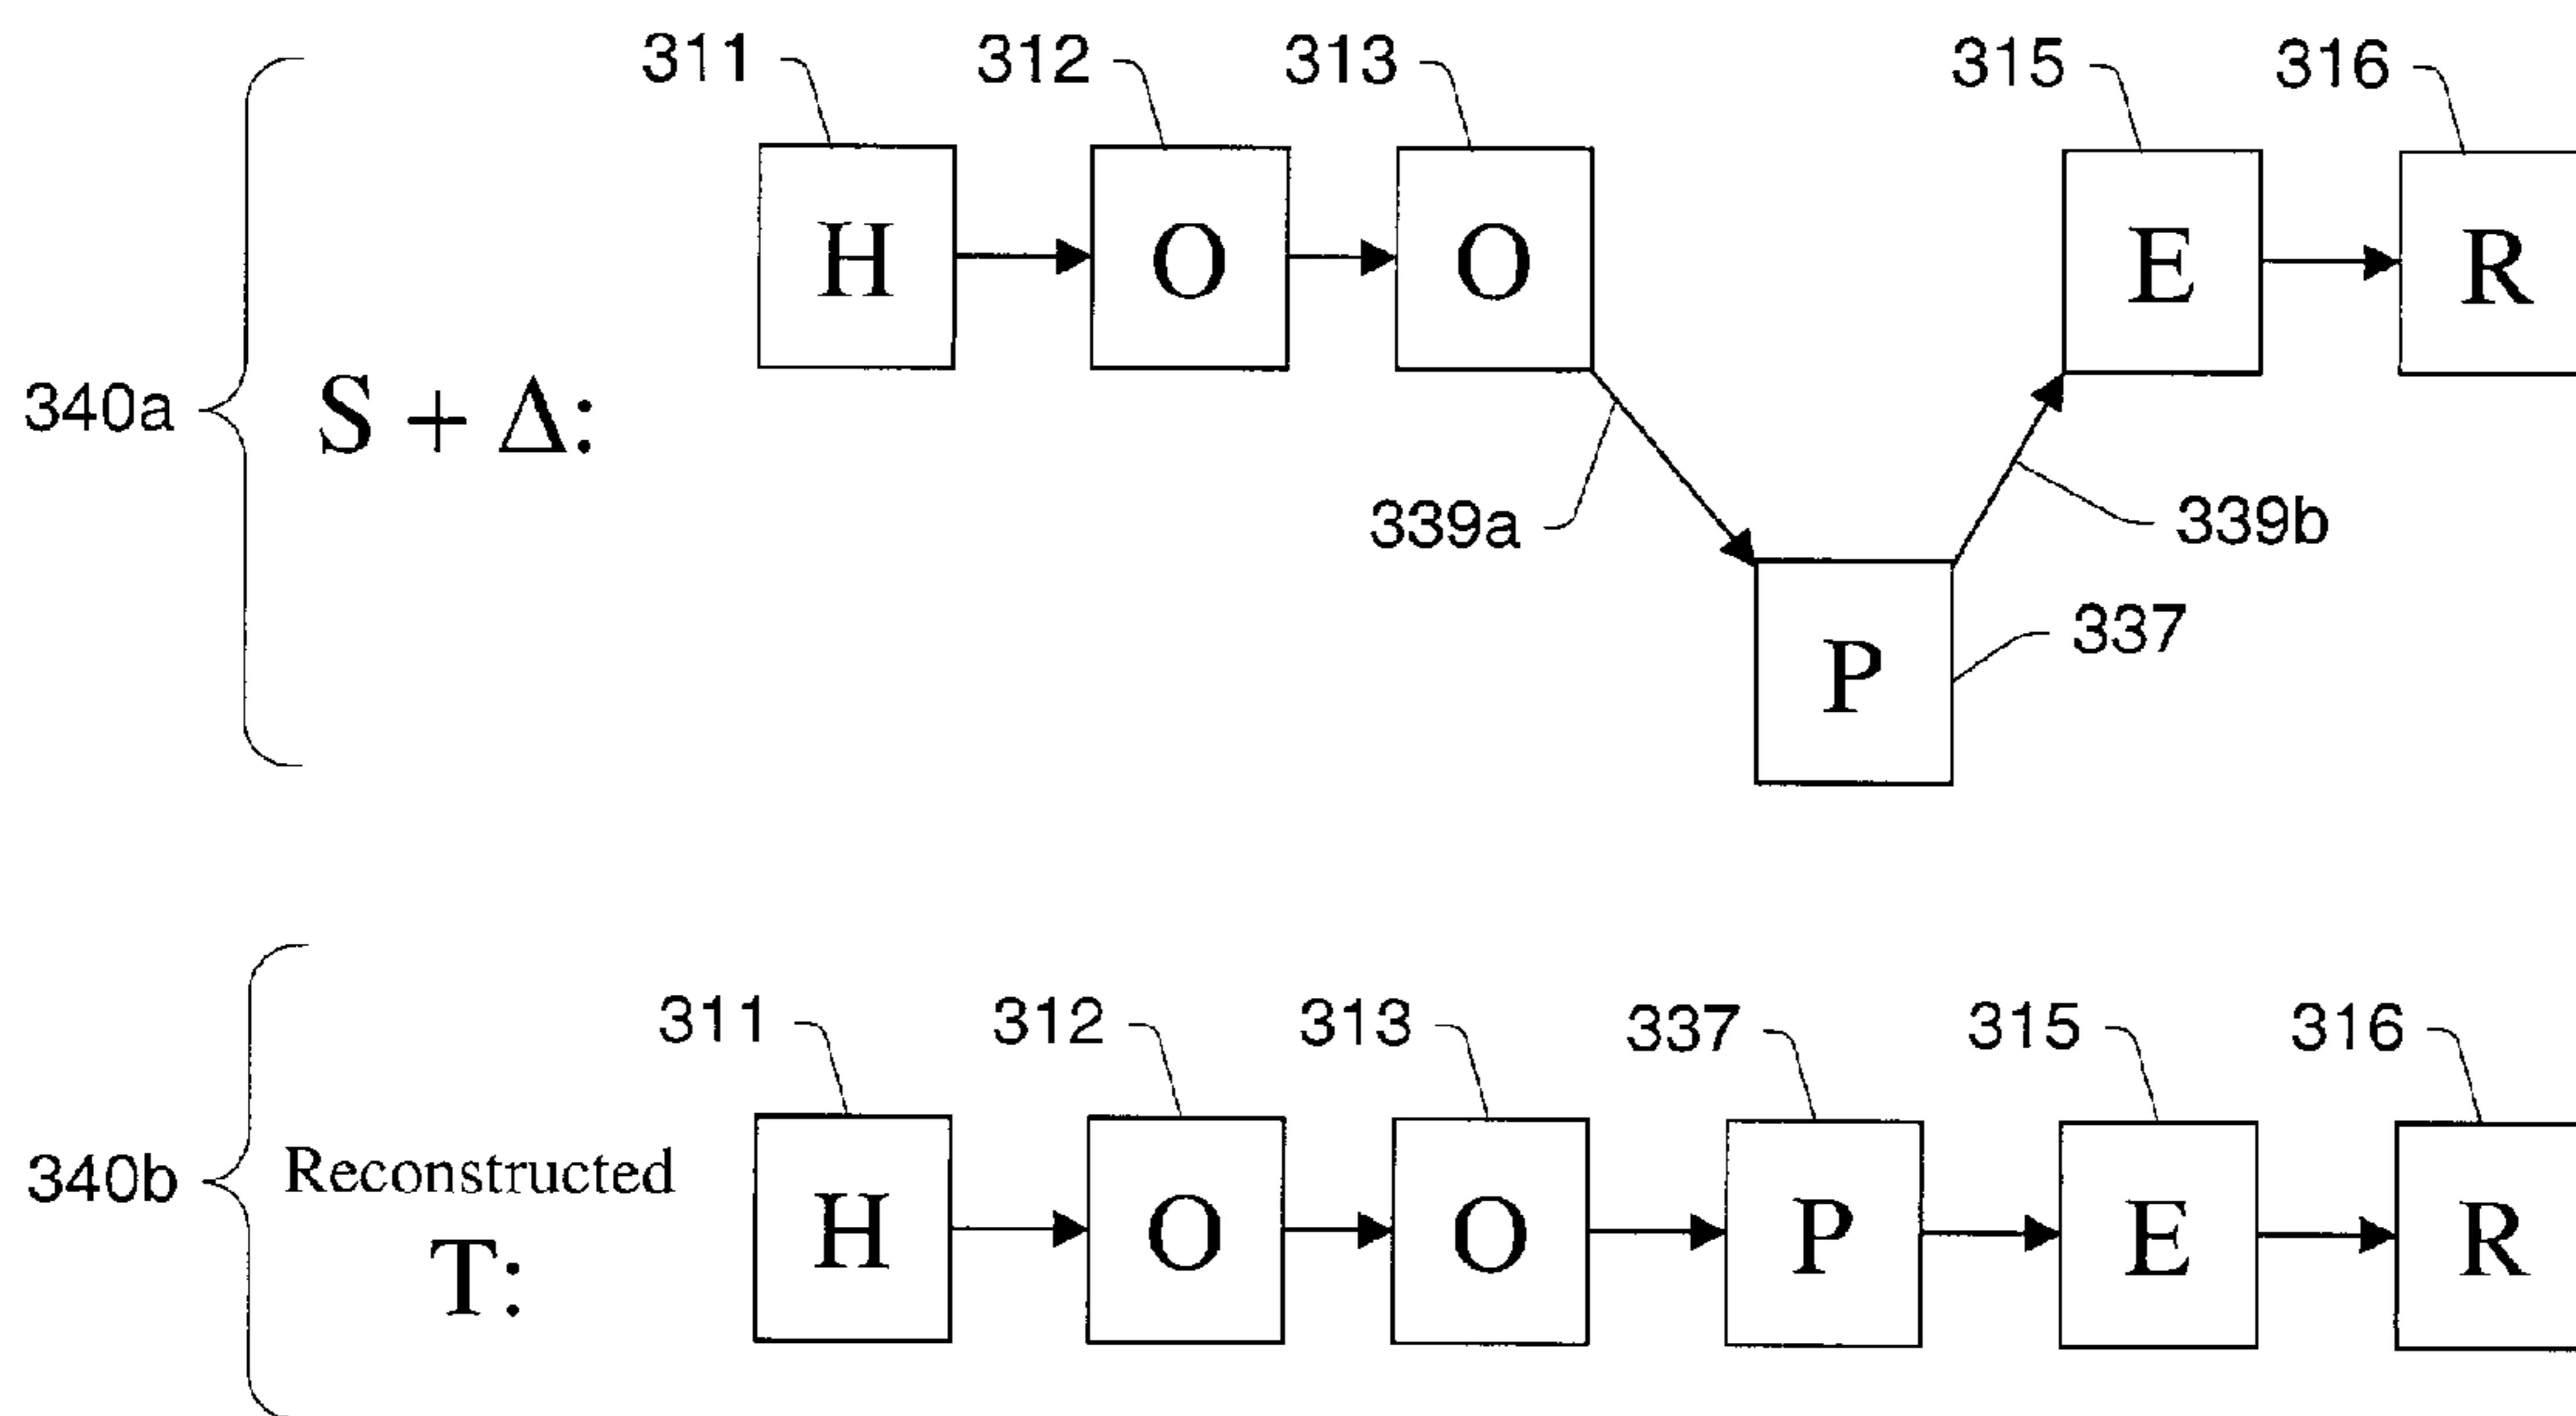 311 312 313 315 316
H O O E R
340a S + Δ:
339a 339b
337
P
311 312 313 337 315 316
340b Reconstructed
T:
H O O P E R